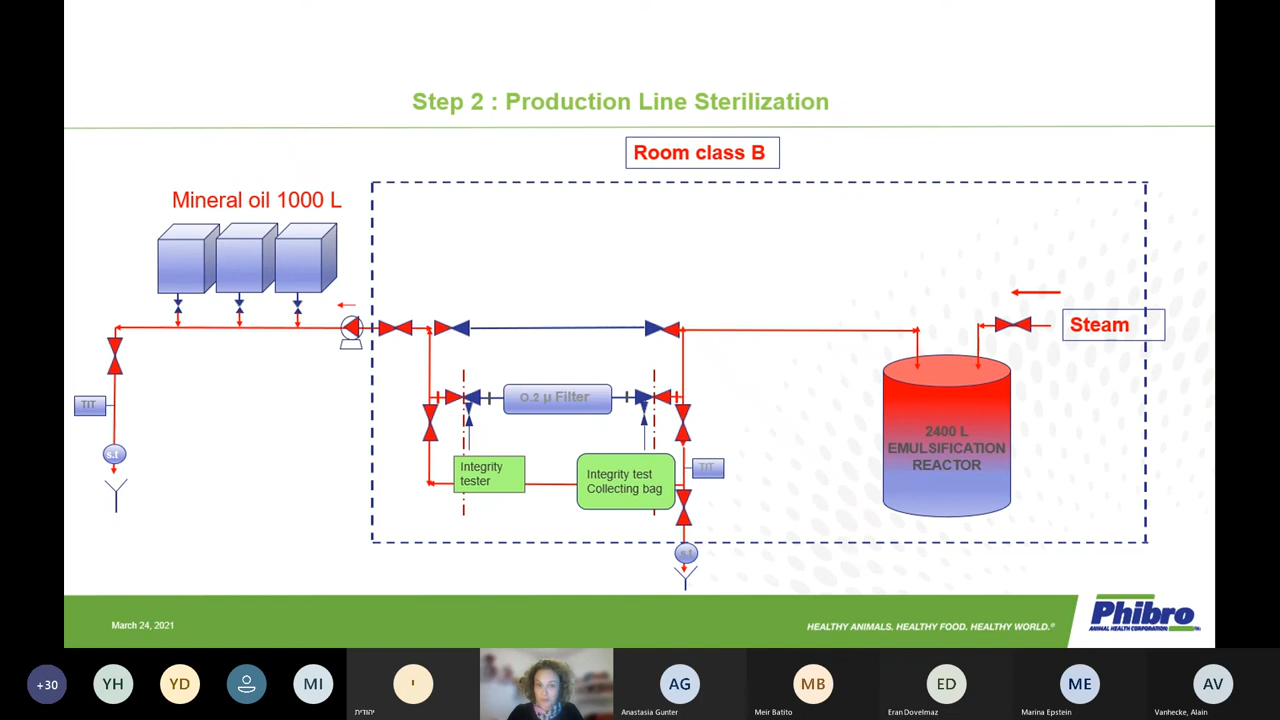 Step 2 : Production Line Sterilization
Room class B
Mineral oil 1000 L
Steam
TIT
s.t
O.2 µ Filter
Integrity
tester
Integrity test
Collecting bag
TIT
s.t
2400 L
EMULSIFICATION
REACTOR
March 24, 2021
HEALTHY ANIMALS. HEALTHY FOOD. HEALTHY WORLD.®
Phibro
ANIMAL HEALTH CORPORATION
+30
YH
YD
MI
י
יהודית
AG
Anastasia Gunter
MB
Meir Batito
ED
Eran Dovelmaz
ME
Marina Epstein
AV
Vanhecke, Alain